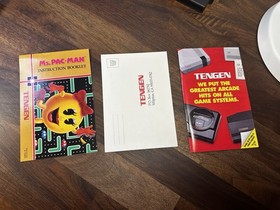 Ms. PAC-MAN
INSTRUCTION BOOKLET
TENGEN
TENGEN
TENGEN
WE PUT THE
GREATEST ARCADE
HITS ON ALL
GAME SYSTEMS.